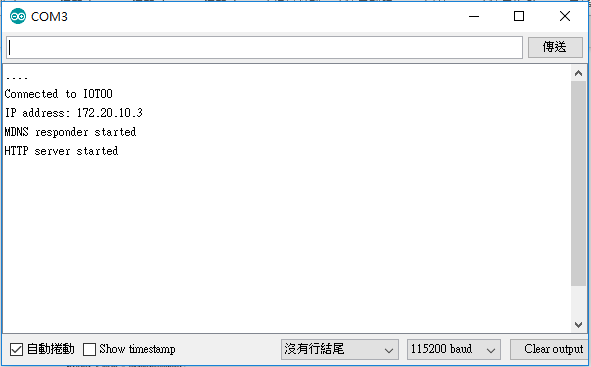 COM3
傳送
....
Connected to IOT00
IP address: 172.20.10.3
MDNS responder started
HTTP server started
自動捲動
Show timestamp
沒有行結尾
115200 baud
Clear output